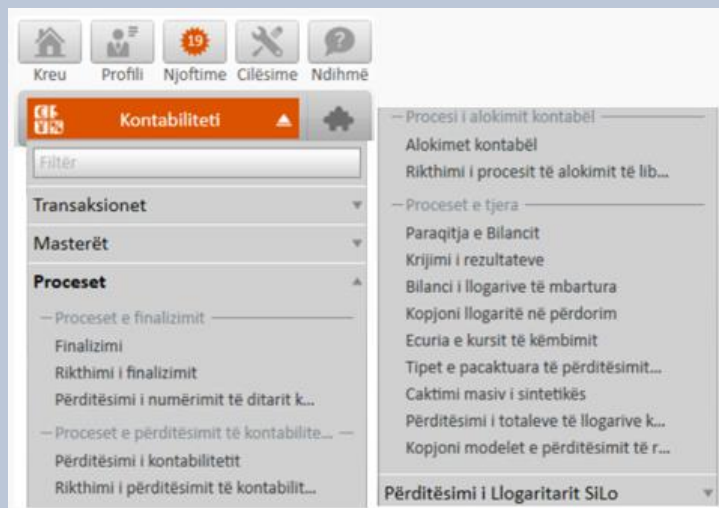 19
Kreu Profili Njoftime Cilësime Ndihmë
Kontabiliteti
Filtër
Transaksionet
Masterët
Proceset
Proceset e finalizimit
Finalizimi
Rikthimi i finalizimit
Përditësimi i numërimit të ditarit k...
Proceset e përditësimit të kontabilite...
Përditësimi i kontabilitetit
Rikthimi i përditësimit të kontabilit...
Procesi i alokimit kontabël
Alokimet kontabël
Rikthimi i procesit të alokimit të lib...
Proceset e tjera
Paraqitja e Bilancit
Krijimi i rezultateve
Bilanci i llogarive të mbartura
Kopjoni llogaritë në përdorim
Ecuria e kursit të këmbimit
Tipet e pacaktuara të përditësimit...
Caktimi masiv i sintetikës
Përditësimi i totaleve të llogarive k...
Kopjoni modelet e përditësimit të r...
Përditësimi i Llogaritarit SiLo